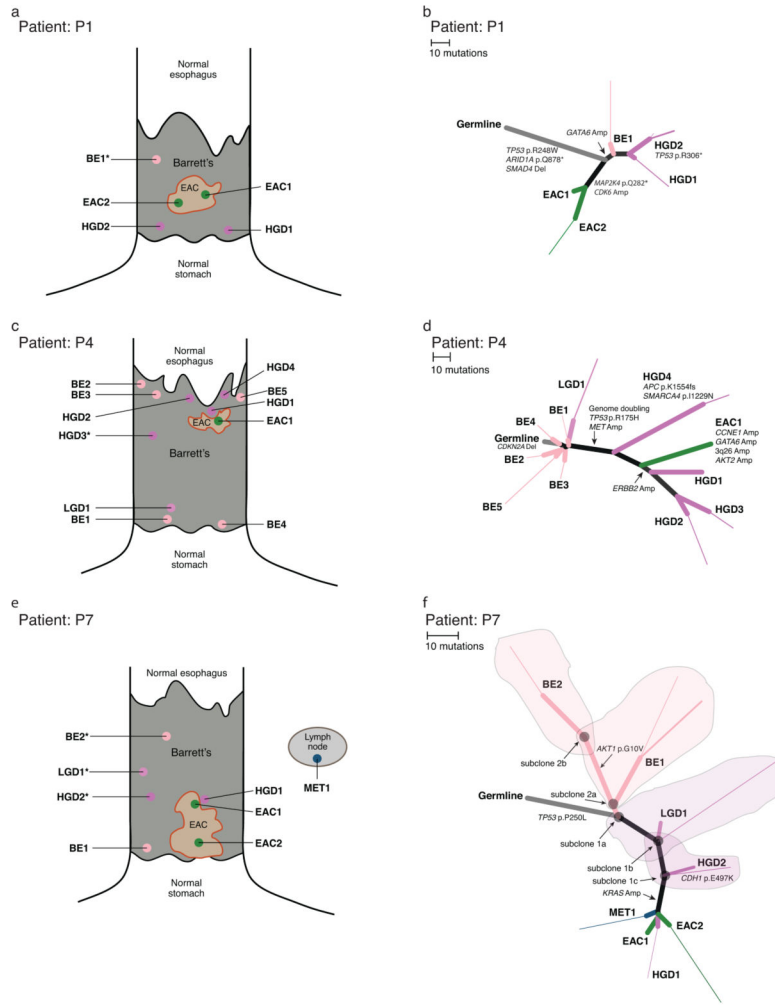 a
Patient: P1
Normal
esophagus
BE1*
Barrett's
EAC
EAC1
EAC2
HGD2
HGD1
Normal
stomach
b
Patient: P1
10 mutations
Germline
GATA6 Amp
BE1
HGD2
TP53 p.R306*
TP53 p.R248W
ARID1A p.Q878*
SMAD4 Del
HGD1
MAP2K4 p.Q282*
CDK6 Amp
EAC1
EAC2
c
Patient: P4
Normal
esophagus
HGD4
BE2
BE3
BE5
HGD1
HGD2
EAC
EAC1
HGD3*
Barrett's
LGD1
BE1
BE4
Normal
stomach
d
Patient: P4
10 mutations
LGD1
HGD4
APC p.K1554fs
SMARCA4 p.I1229N
BE1
Genome doubling
TP53 p.R175H
MET Amp
BE4
EAC1
CCNE1 Amp
GATA6 Amp
3q26 Amp
AKT2 Amp
Germline
CDKN2A Del
BE2
BE3
ERBB2 Amp
HGD1
BE5
HGD3
HGD2
e
Patient: P7
Normal esophagus
BE2*
Barrett's
Lymph
node
LGD1*
MET1
HGD2*
HGD1
EAC1
EAC
BE1
EAC2
Normal
stomach
f
Patient: P7
10 mutations
BE2
AKT1 p.G10V
subclone 2b
BE1
subclone 2a
Germline
TP53 p.P250L
LGD1
subclone 1a
subclone 1b
HGD2
subclone 1c
CDH1 p.E497K
KRAS Amp
MET1
EAC2
EAC1
HGD1